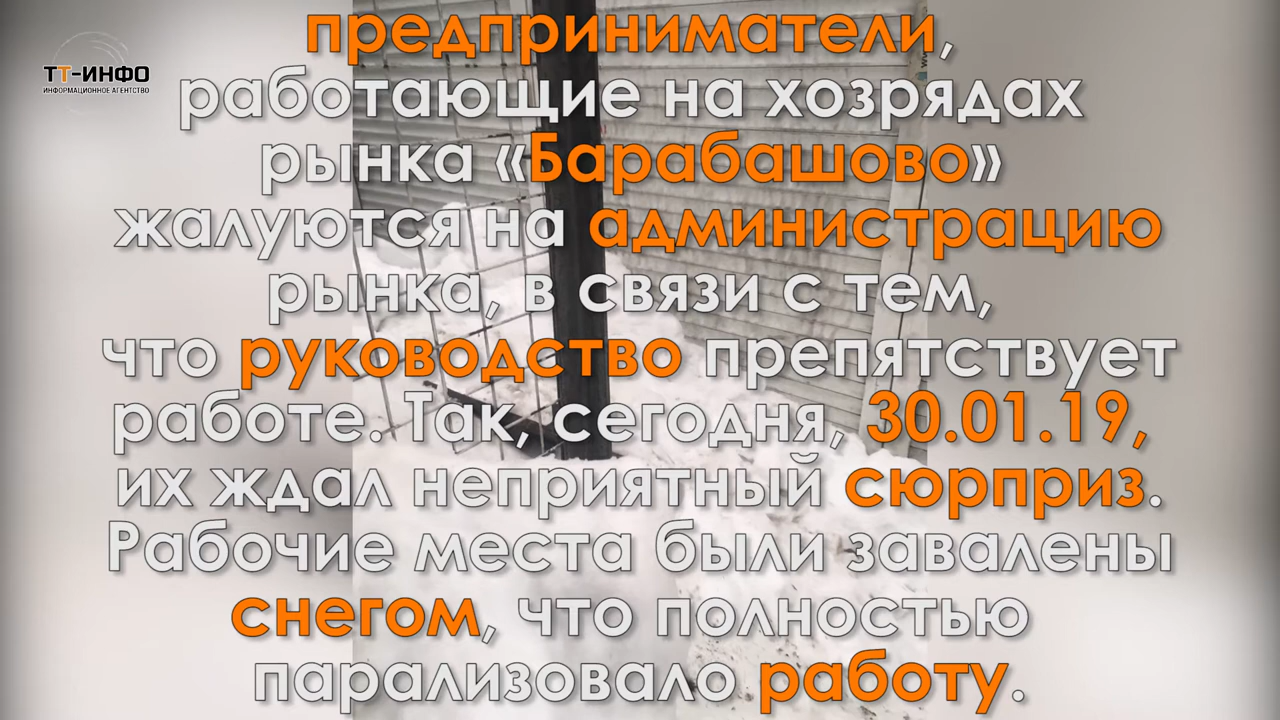 ТТ-ИНФО
ИНФОРМАЦИОННОЕ АГЕНТСТВО
предприниматели,
работающие на хозрядах
рынка «Барабашово»
жалуются на администрацию
рынка, в связи с тем,
что руководство препятствует
работе. Так, сегодня, 30.01.19,
их ждал неприятный сюрприз.
Рабочие места были завалены
снегом, что полностью
парализовало работу.